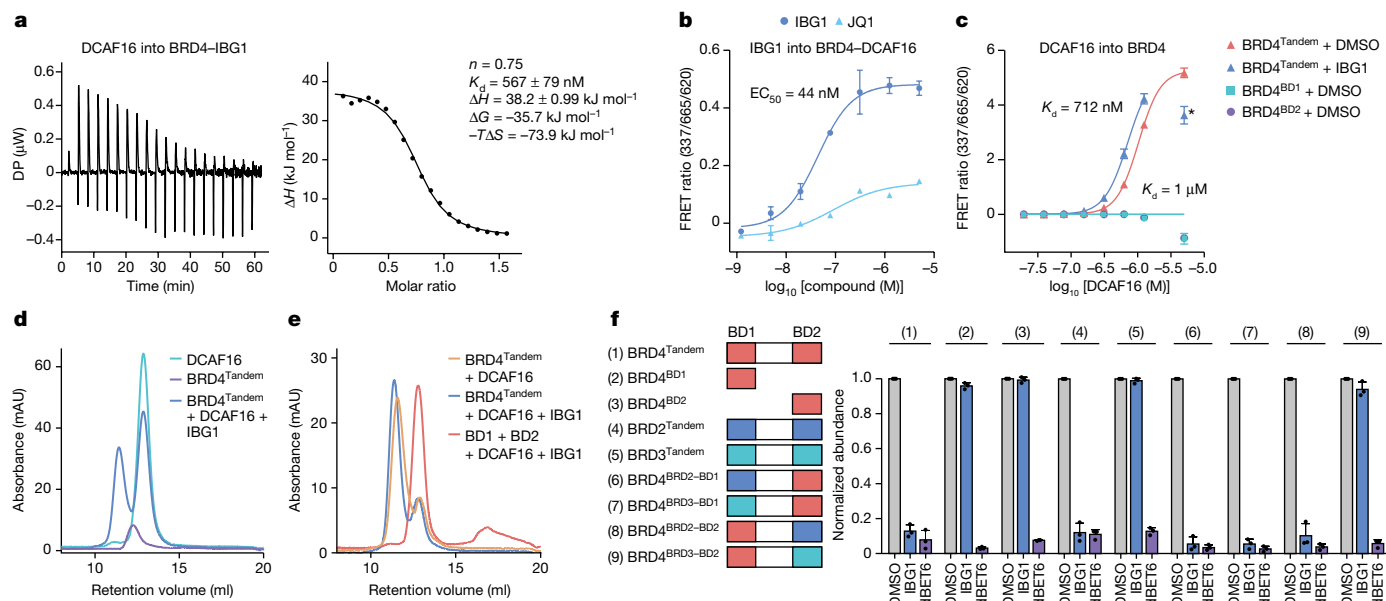 a
DCAF16 into BRD4–IBG1
0.6
0.4
0.2
0
−0.2
−0.4
DP (μW)
0 10 20 30 40 50 60
Time (min)
n = 0.75
Kd = 567 ± 79 nM
ΔH = 38.2 ± 0.99 kJ mol−1
ΔG = −35.7 kJ mol−1
−TΔS = −73.9 kJ mol−1
40
30
20
10
0
ΔH (kJ mol−1)
0 0.5 1.0 1.5
Molar ratio
b
IBG1 JQ1
IBG1 into BRD4–DCAF16
EC50 = 44 nM
0.6
0.4
0.2
0
FRET ratio (337/665/620)
−9 −8 −7 −6 −5
log10 [compound (M)]
c
DCAF16 into BRD4
Kd = 712 nM
*
Kd = 1 μM
6
4
2
0
FRET ratio (337/665/620)
−7.5 −7.0 −6.5 −6.0 −5.5 −5.0
log10 [DCAF16 (M)]
BRD4Tandem + DMSO
BRD4Tandem + IBG1
BRD4BD1 + DMSO
BRD4BD2 + DMSO
d
DCAF16
BRD4Tandem
BRD4Tandem
+ DCAF16 +
IBG1
60
40
20
0
Absorbance (mAU)
10 15 20
Retention volume (ml)
e
BRD4Tandem
+ DCAF16
BRD4Tandem
+ DCAF16 + IBG1
BD1 + BD2
+ DCAF16 + IBG1
30
20
10
0
Absorbance (mAU)
10 15 20
Retention volume (ml)
f
BD1 BD2
(1) BRD4Tandem
(2) BRD4BD1
(3) BRD4BD2
(4) BRD2Tandem
(5) BRD3Tandem
(6) BRD4BRD2–BD1
(7) BRD4BRD3–BD1
(8) BRD4BRD2–BD2
(9) BRD4BRD3–BD2
(1) (2) (3) (4) (5) (6) (7) (8) (9)
1.0
0.8
0.6
0.4
0.2
0
Normalized abundance
DMSO IBG1 IBET6 DMSO IBG1 IBET6 DMSO IBG1 IBET6 DMSO IBG1 IBET6 DMSO IBG1 IBET6 DMSO IBG1 IBET6 DMSO IBG1 IBET6 DMSO IBG1 IBET6 DMSO IBG1 IBET6